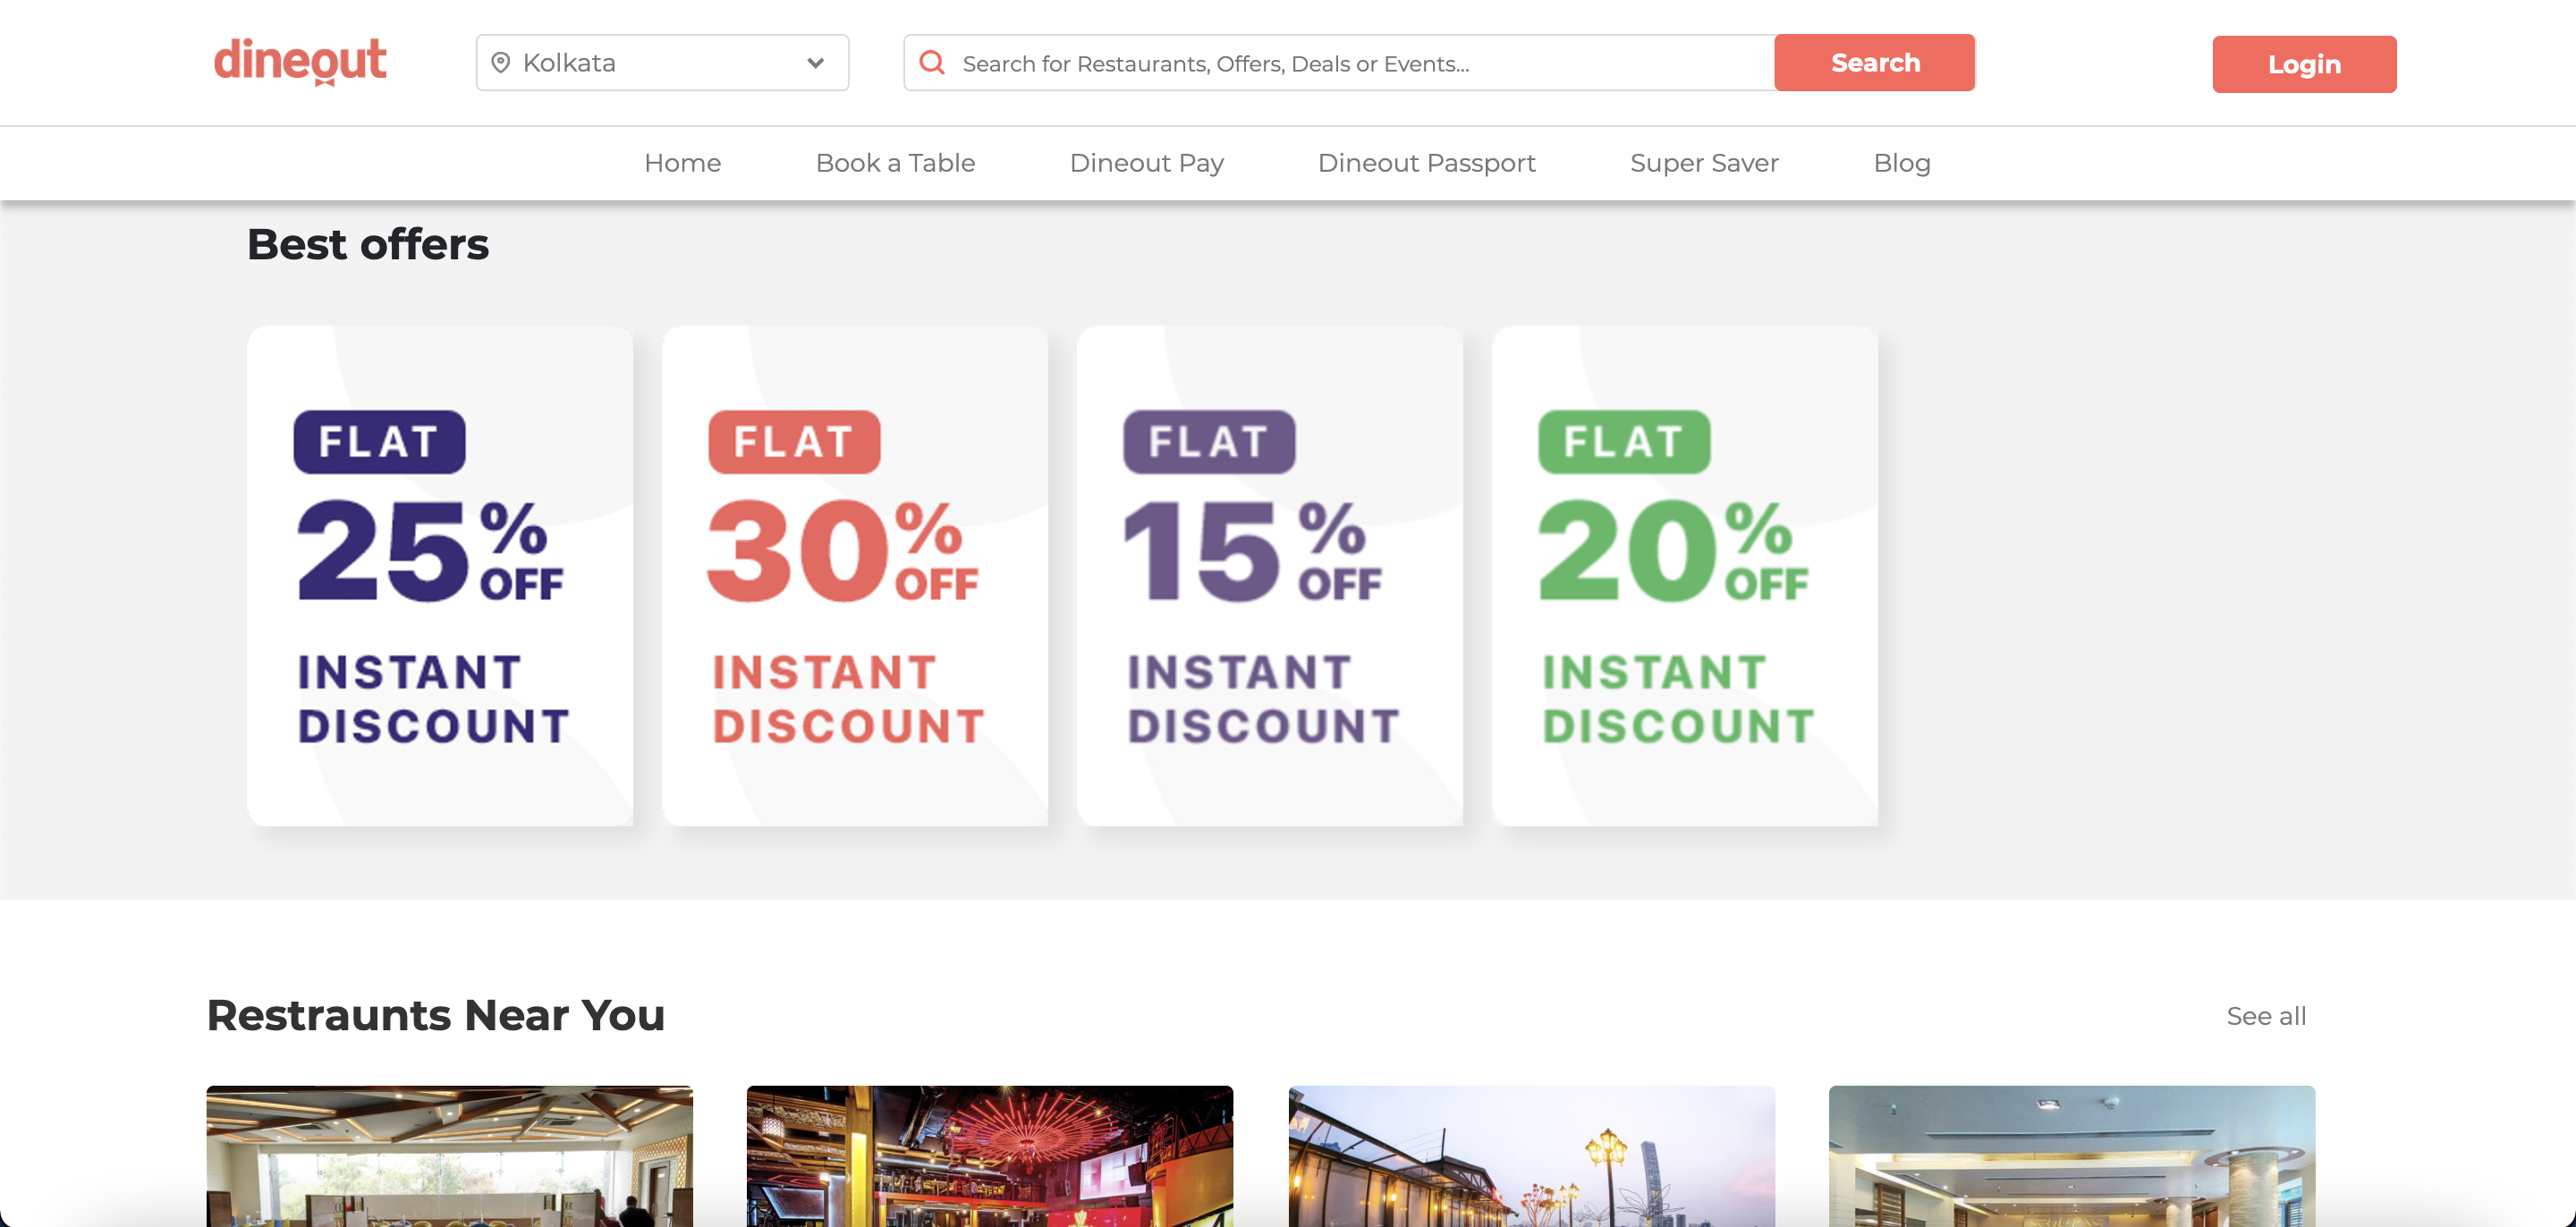 dineout
Kolkata
Search for Restaurants, Offers, Deals or Events...
Search
Login
Home
Book a Table
Dineout Pay
Dineout Passport
Super Saver
Blog
Best offers
FLAT
25% OFF
INSTANT
DISCOUNT
FLAT
30% OFF
INSTANT
DISCOUNT
FLAT
15% OFF
INSTANT
DISCOUNT
FLAT
20% OFF
INSTANT
DISCOUNT
Restraunts Near You
See all